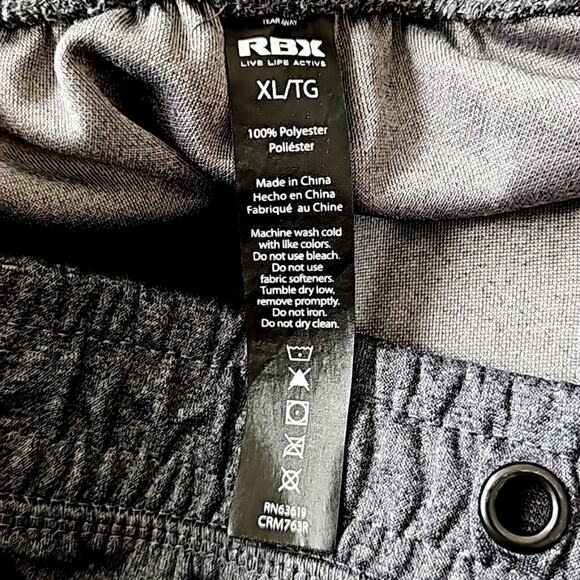 TEAR AWAY
RBX
LIVE LIFE ACTIVE
XL/TG
100% Polyester
Poliéster
Made in China
Hecho en China
Fabriqué au Chine
Machine wash cold
with like colors.
Do not use bleach.
Do not use
fabric softeners.
Tumble dry low,
remove promptly.
Do not iron.
Do not dry clean.
RN63619
CRM763R